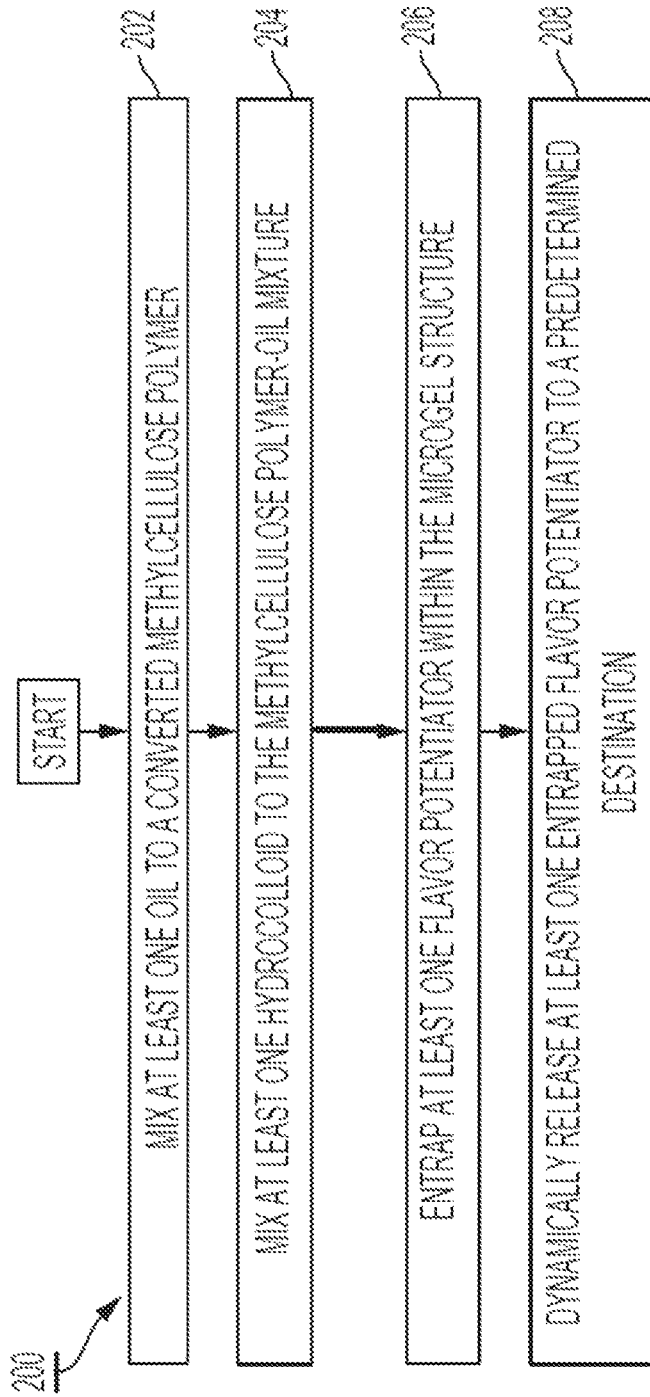 200
START
MIX AT LEAST ONE OIL TO A CONVERTED METHYLCELLULOSE POLYMER
202
MIX AT LEAST ONE HYDROCOLLOID TO THE METHYLCELLULOSE POLYMER-OIL MIXTURE
204
ENTRAP AT LEAST ONE FLAVOR POTENTIATOR WITHIN THE MICROGEL STRUCTURE
206
DYNAMICALLY RELEASE AT LEAST ONE ENTRAPPED FLAVOR POTENTIATOR TO A PREDETERMINED
DESTINATION
208